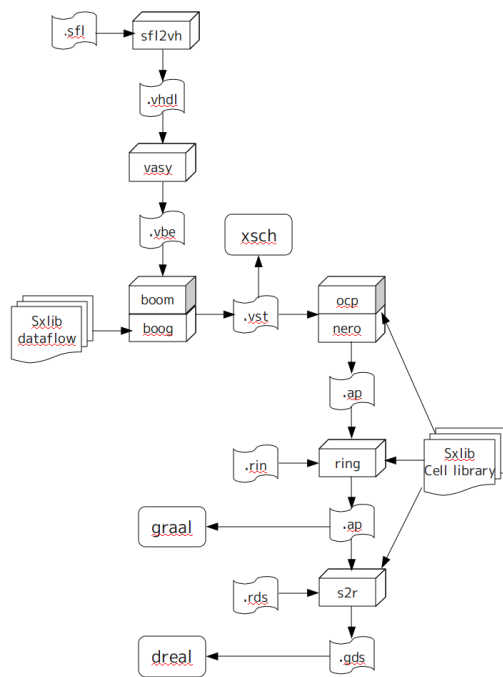 .sfl
sfl2vh
.vhdl
vasy
.vbe
xsch
boom
boog
Sxlib
dataflow
.vst
ocp
nero
.ap
.rin
ring
Sxlib
Cell library
graal
.ap
.rds
s2r
dreal
.gds